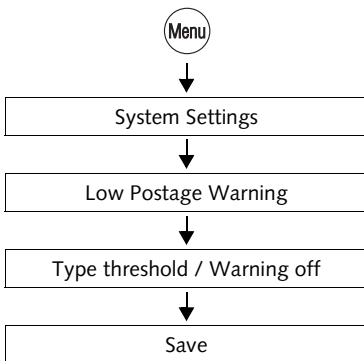 Menu
System Settings
Low Postage Warning
Type threshold / Warning off
Save